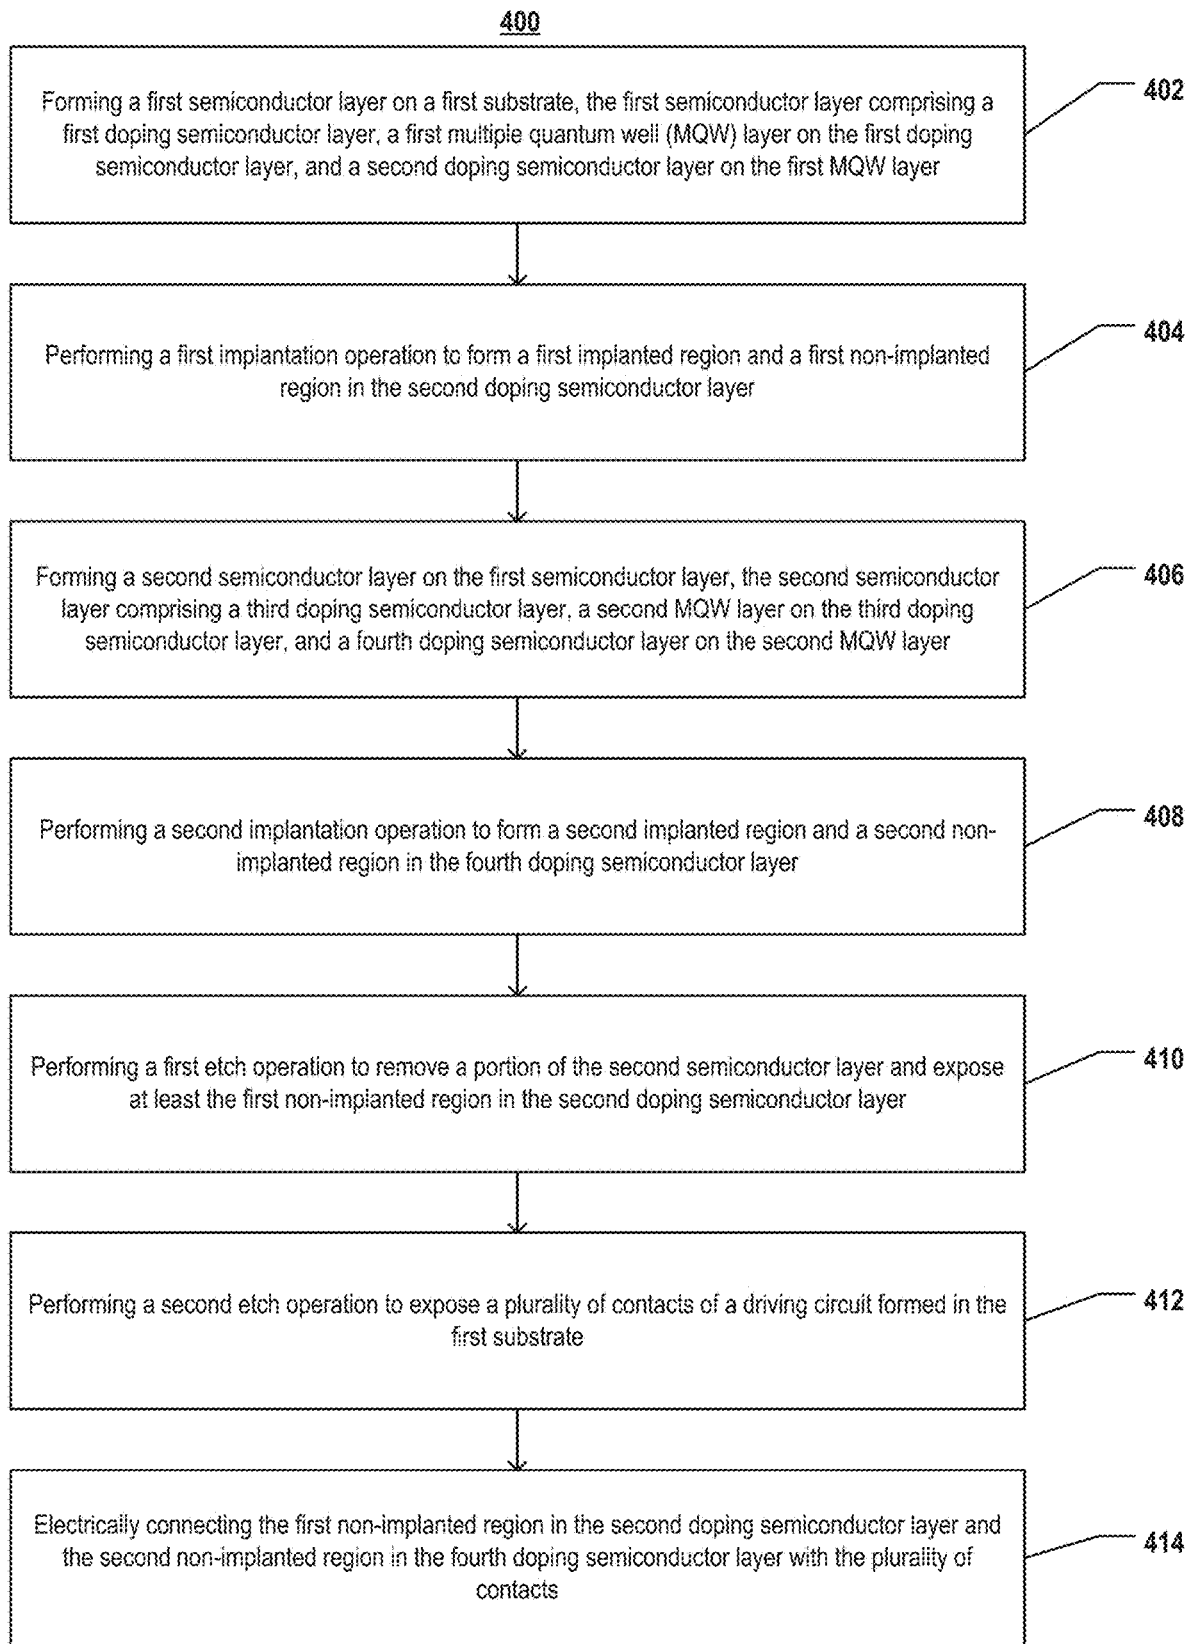 400
Forming a first semiconductor layer on a first substrate, the first semiconductor layer comprising a
first doping semiconductor layer, a first multiple quantum well (MQW) layer on the first doping
semiconductor layer, and a second doping semiconductor layer on the first MQW layer
402
Performing a first implantation operation to form a first implanted region and a first non-implanted
region in the second doping semiconductor layer
404
Forming a second semiconductor layer on the first semiconductor layer, the second semiconductor
layer comprising a third doping semiconductor layer, a second MQW layer on the third doping
semiconductor layer, and a fourth doping semiconductor layer on the second MQW layer
406
Performing a second implantation operation to form a second implanted region and a second non-
implanted region in the fourth doping semiconductor layer
408
Performing a first etch operation to remove a portion of the second semiconductor layer and expose
at least the first non-implanted region in the second doping semiconductor layer
410
Performing a second etch operation to expose a plurality of contacts of a driving circuit formed in the
first substrate
412
Electrically connecting the first non-implanted region in the second doping semiconductor layer and
the second non-implanted region in the fourth doping semiconductor layer with the plurality of
contacts
414